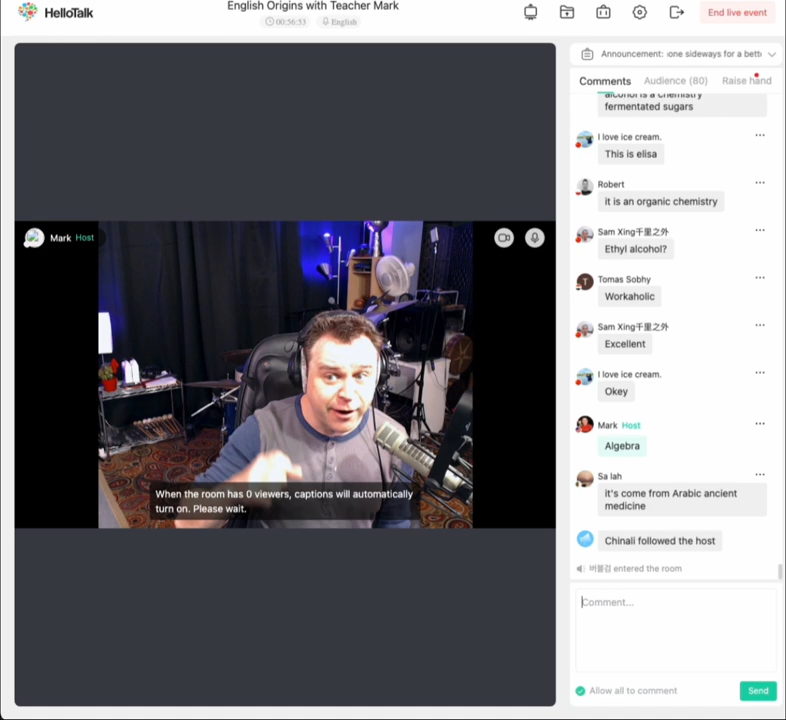 HelloTalk
English Origins with Teacher Mark
00:56:53
English
End live event
Announcement: one sideways for a bett
Comments
Audience (80)
Raise hand
Mark Host
When the room has 0 viewers, captions will automatically
turn on. Please wait.
alcohol is a chemistry
fermentated sugars
I love ice cream.
This is elisa
Robert
it is an organic chemistry
Sam Xing千里之外
Ethyl alcohol?
T
Tomas Sobhy
Workaholic
Sam Xing千里之外
Excellent
I love ice cream.
Okey
Mark Host
Algebra
Sa lah
it's come from Arabic ancient
medicine
Chinali followed the host
entered the room
Comment...
Allow all to comment
Send